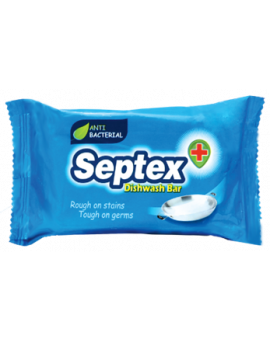 ANTI
BACTERIAL
Septex
Dishwash Bar
Rough on stains
Tough on germs